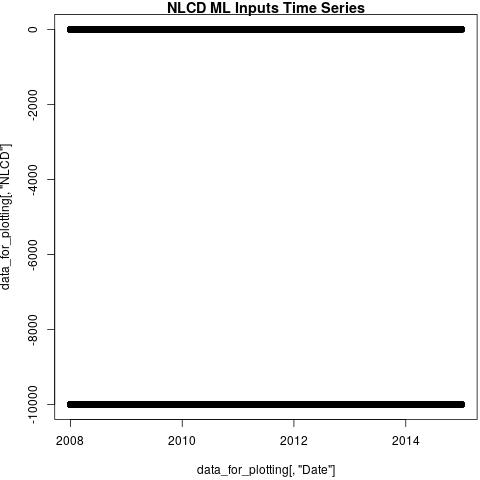 NLCD ML Inputs Time Series
0
-2000
-4000
-6000
-8000
-10000
data_for_plotting[, "NLCD"]
2008 2010 2012 2014
data_for_plotting[, "Date"]